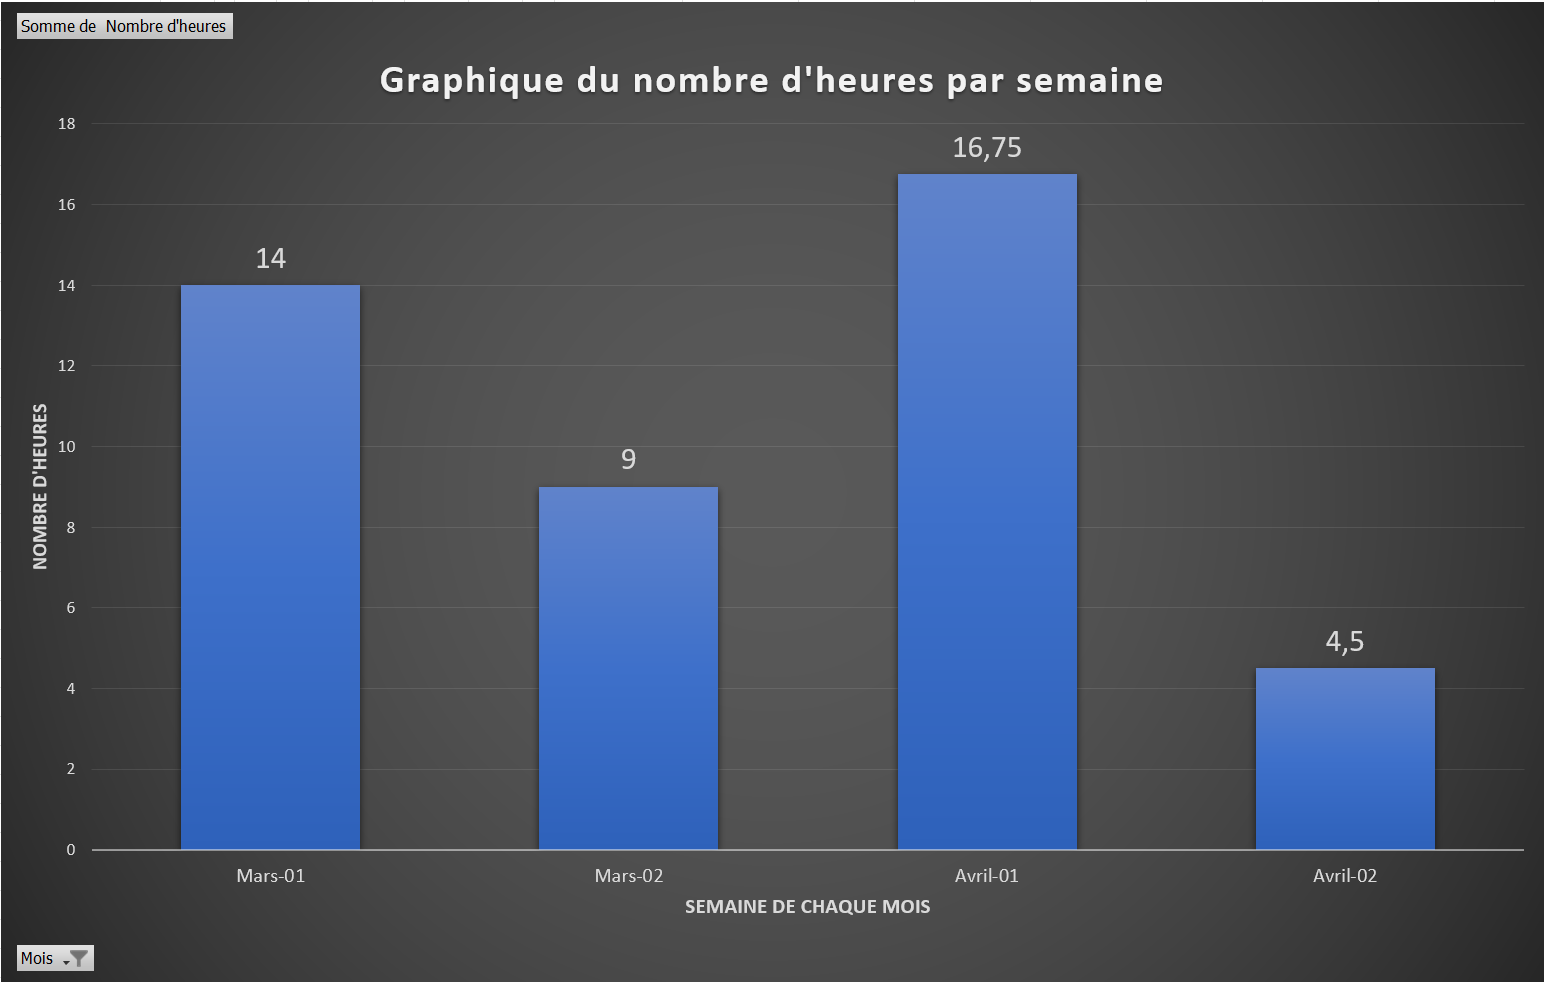 Somme de Nombre d'heures
Graphique du nombre d'heures par semaine
18
16
14
12
10
8
6
4
2
0
NOMBRE D'HEURES
14
9
16,75
4,5
Mars-01
Mars-02
Avril-01
Avril-02
SEMAINE DE CHAQUE MOIS
Mois